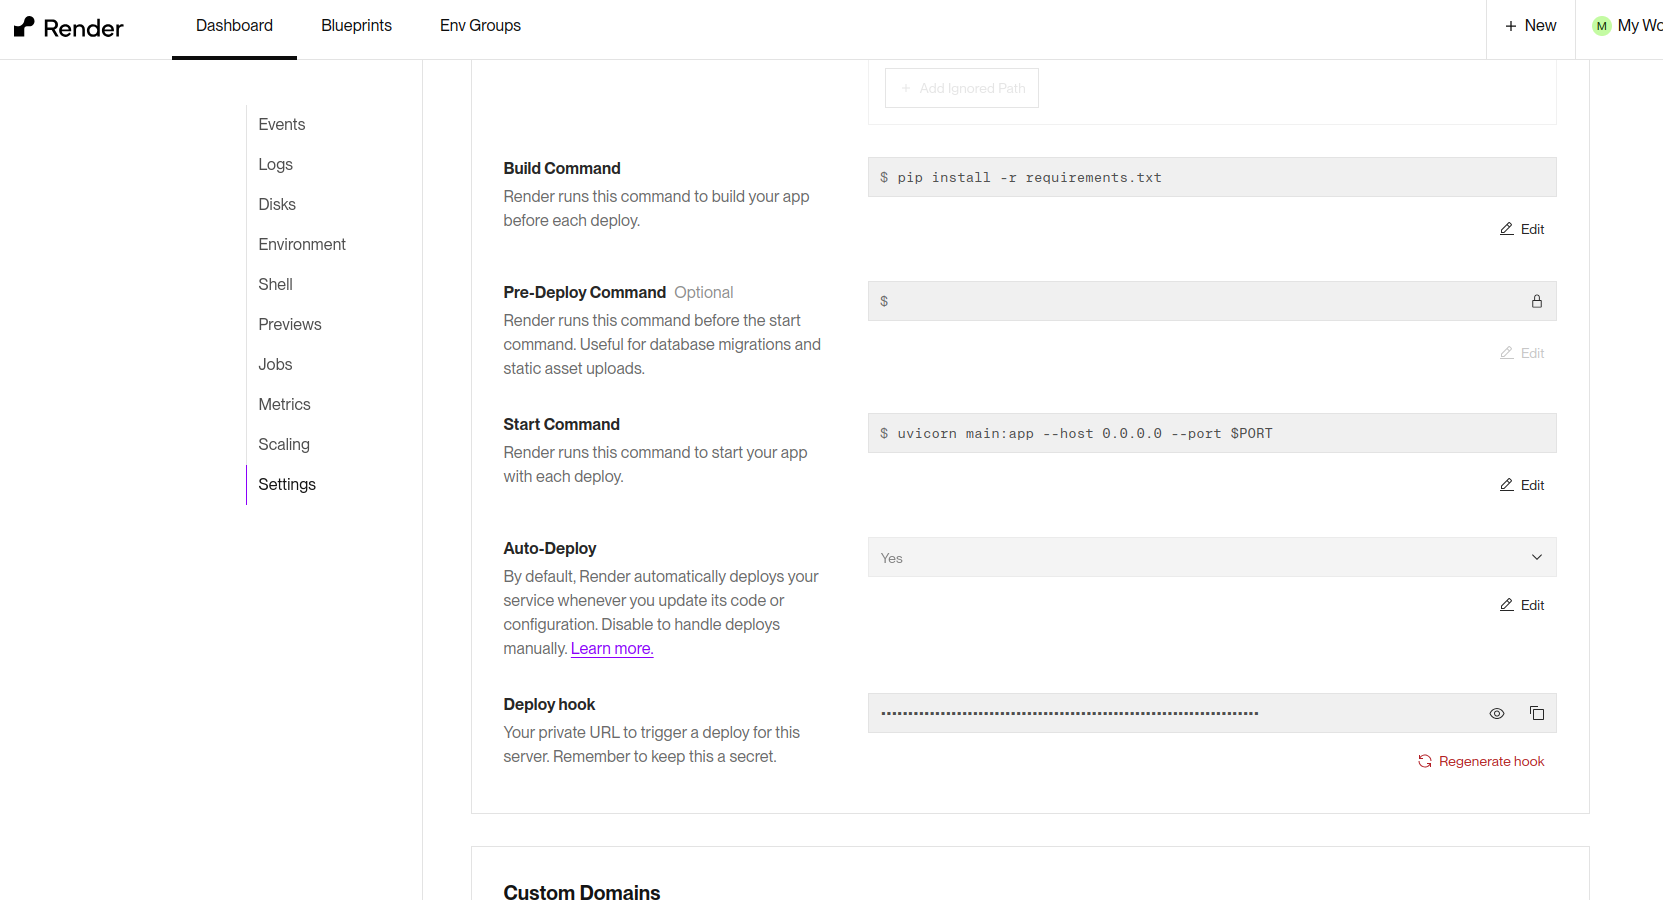 Render
Dashboard
Blueprints
Env Groups
+ New
M My Wo
Events
Logs
Disks
Environment
Shell
Previews
Jobs
Metrics
Scaling
Settings
+ Add Ignored Path
Build Command
Render runs this command to build your app
before each deploy.
$ pip install -r requirements.txt
Edit
Pre-Deploy Command Optional
Render runs this command before the start
command. Useful for database migrations and
static asset uploads.
$
Edit
Start Command
Render runs this command to start your app
with each deploy.
$ uvicorn main:app --host 0.0.0.0 --port $PORT
Edit
Auto-Deploy
By default, Render automatically deploys your
service whenever you update its code or
configuration. Disable to handle deploys
manually. Learn more.
Yes
Edit
Deploy hook
Your private URL to trigger a deploy for this
server. Remember to keep this a secret.
Regenerate hook
Custom Domains